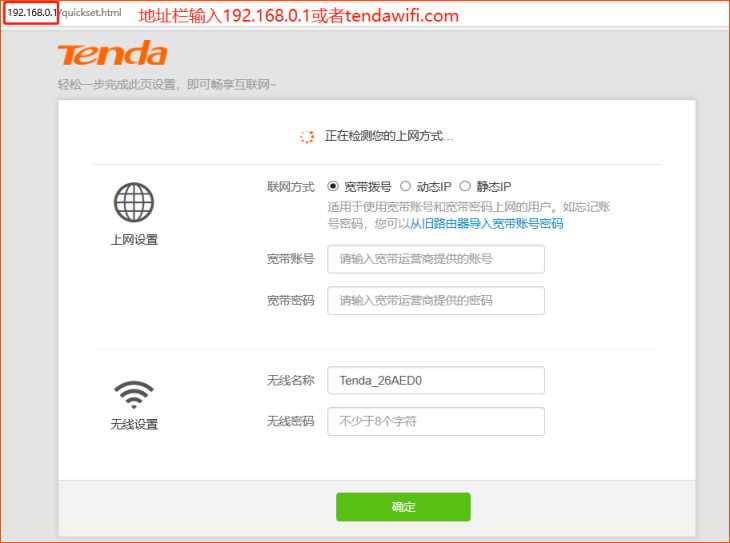 192.168.0.1/quickset.html 地址栏输入192.168.0.1或者tendawifi.com
Tenda
轻松一步完成此页设置，即可畅享互联网~
正在检测您的上网方式...
联网方式 宽带拨号 动态IP 静态IP
适用于使用宽带账号和宽带密码上网的用户。如忘记账
号密码，您可以从旧路由器导入宽带账号密码
上网设置
宽带账号 请输入宽带运营商提供的账号
宽带密码 请输入宽带运营商提供的密码
无线名称 Tenda_26AED0
无线设置
无线密码 不少于8个字符
确定